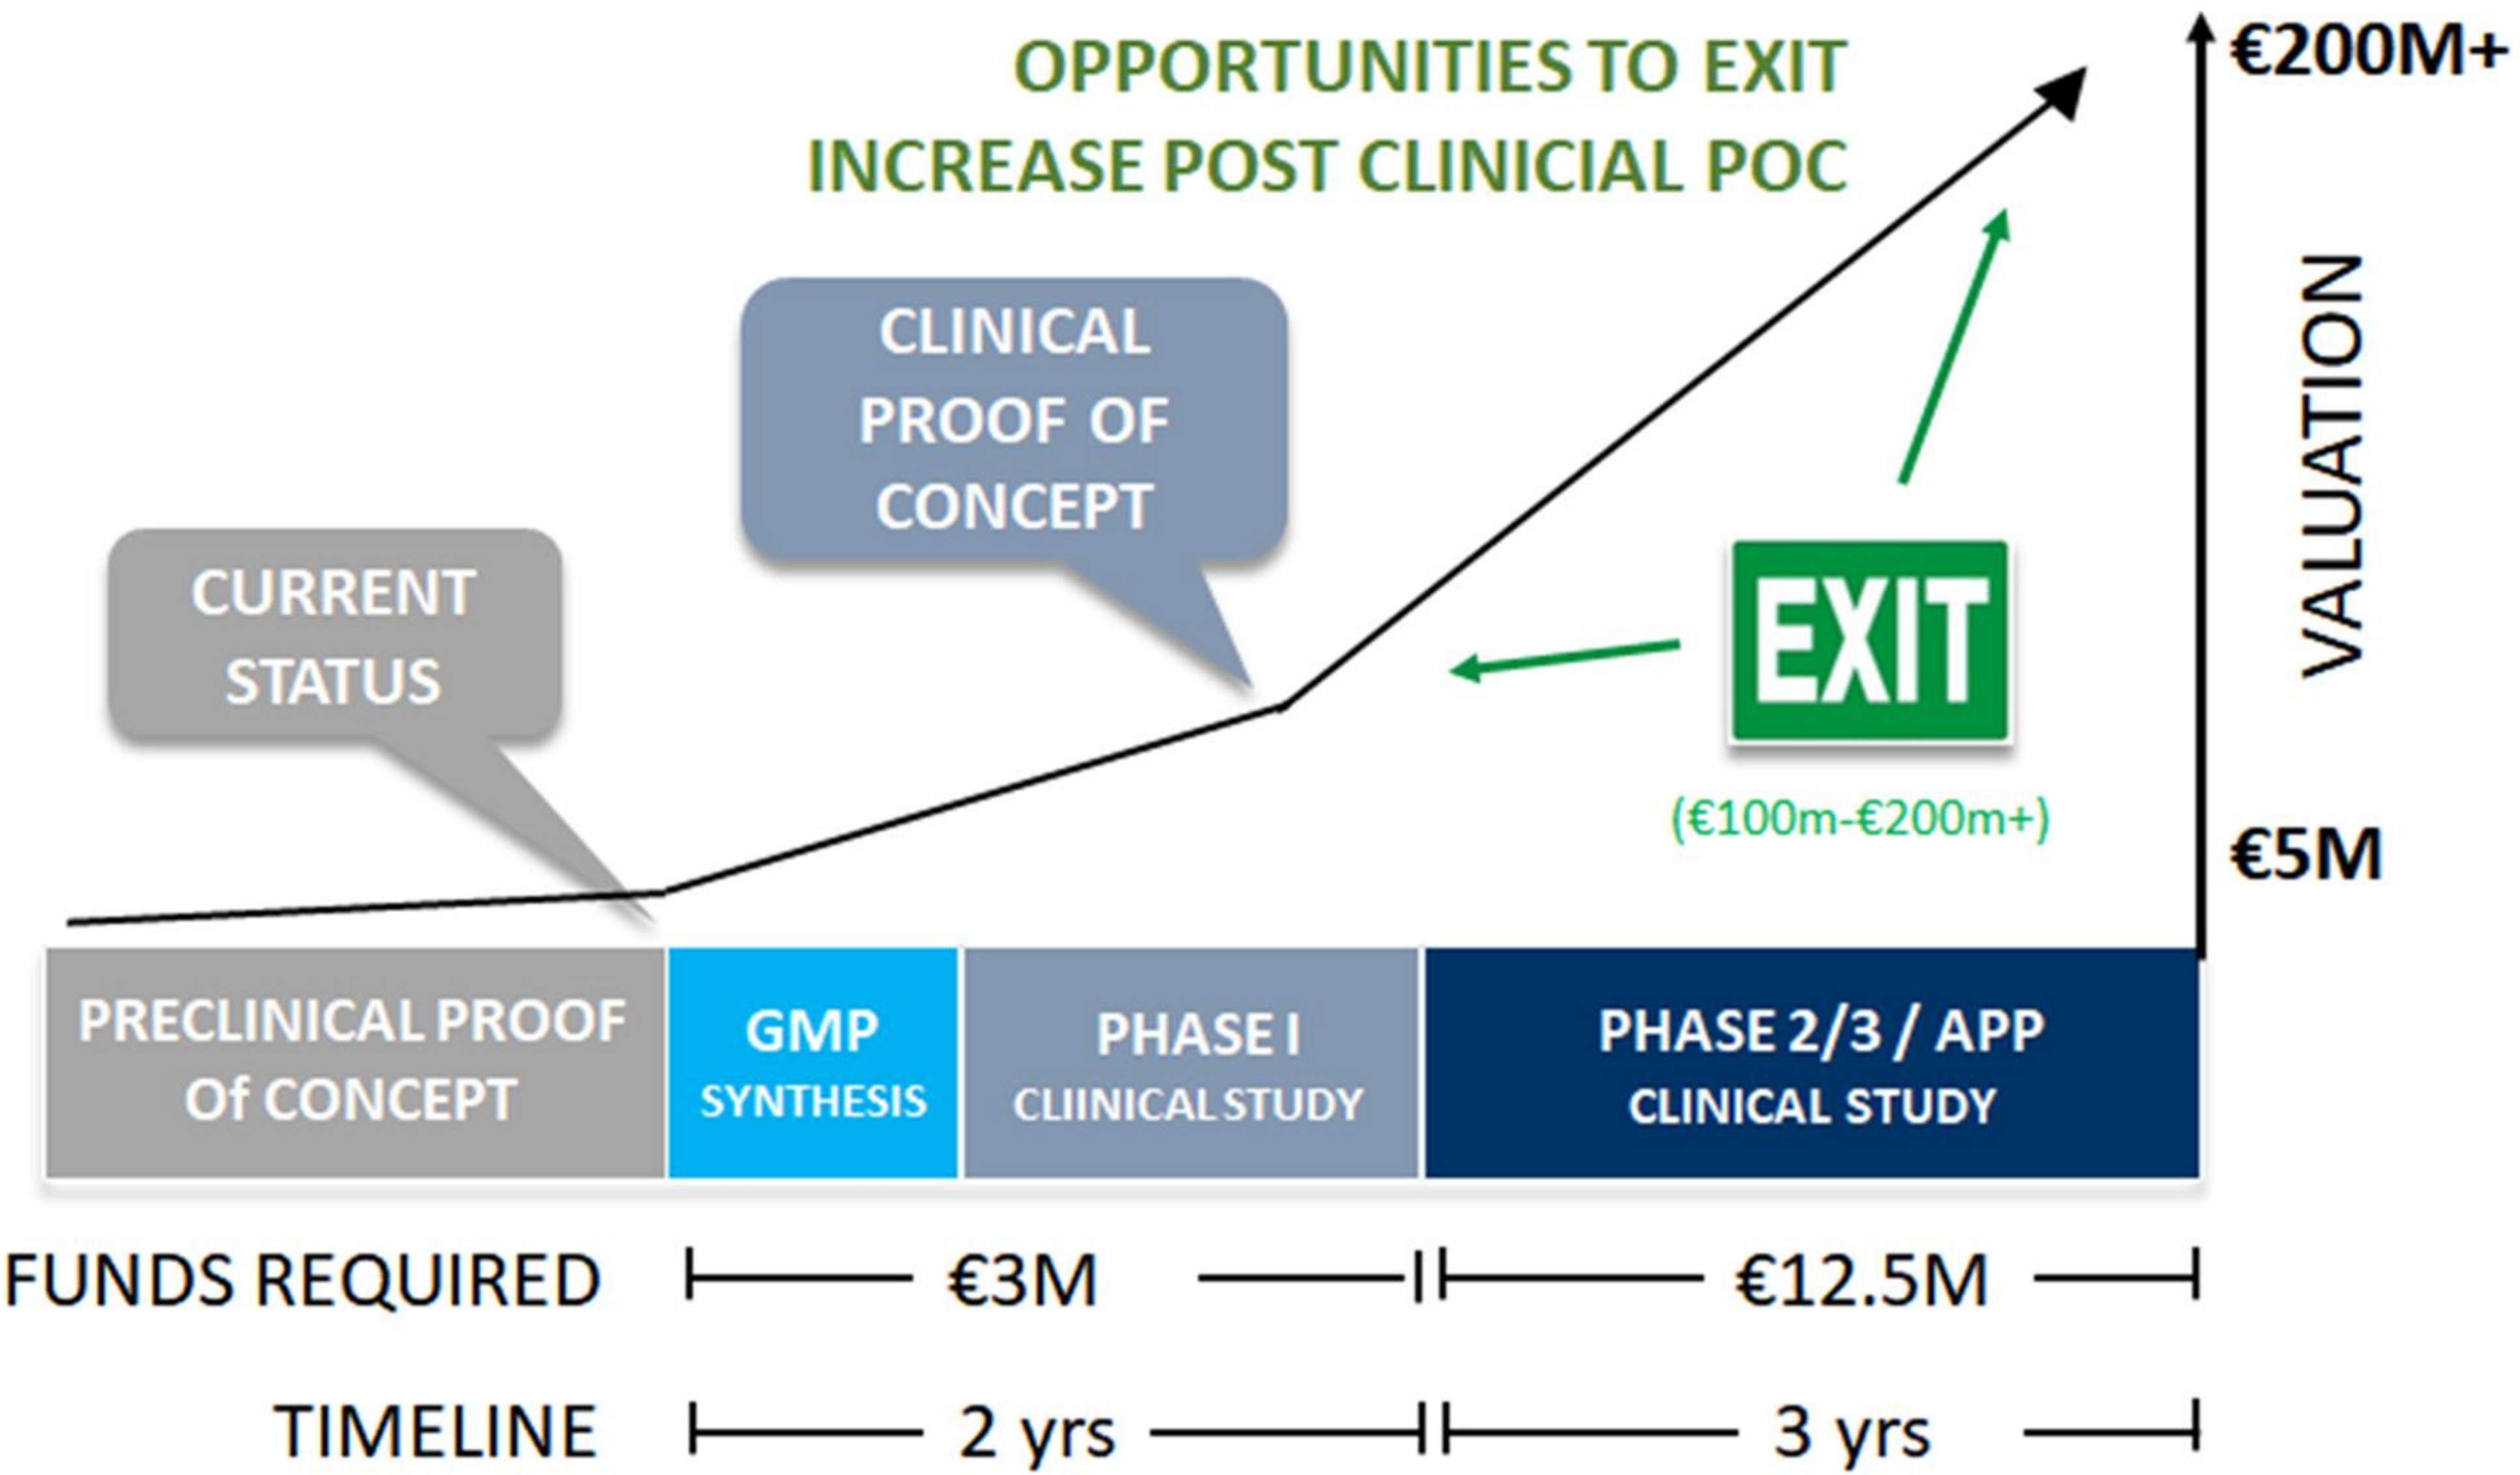 OPPORTUNITIES TO EXIT
INCREASE POST CLINICIAL POC
€200M+
VALUATION
€5M
CLINICAL
PROOF OF
CONCEPT
CURRENT
STATUS
EXIT
(€100m-€200m+)
PRECLINICAL PROOF
Of CONCEPT
GMP
SYNTHESIS
PHASE I
CLIINICAL STUDY
PHASE 2/3 / APP
CLINICAL STUDY
FUNDS REQUIRED €3M €12.5M
TIMELINE 2 yrs 3 yrs